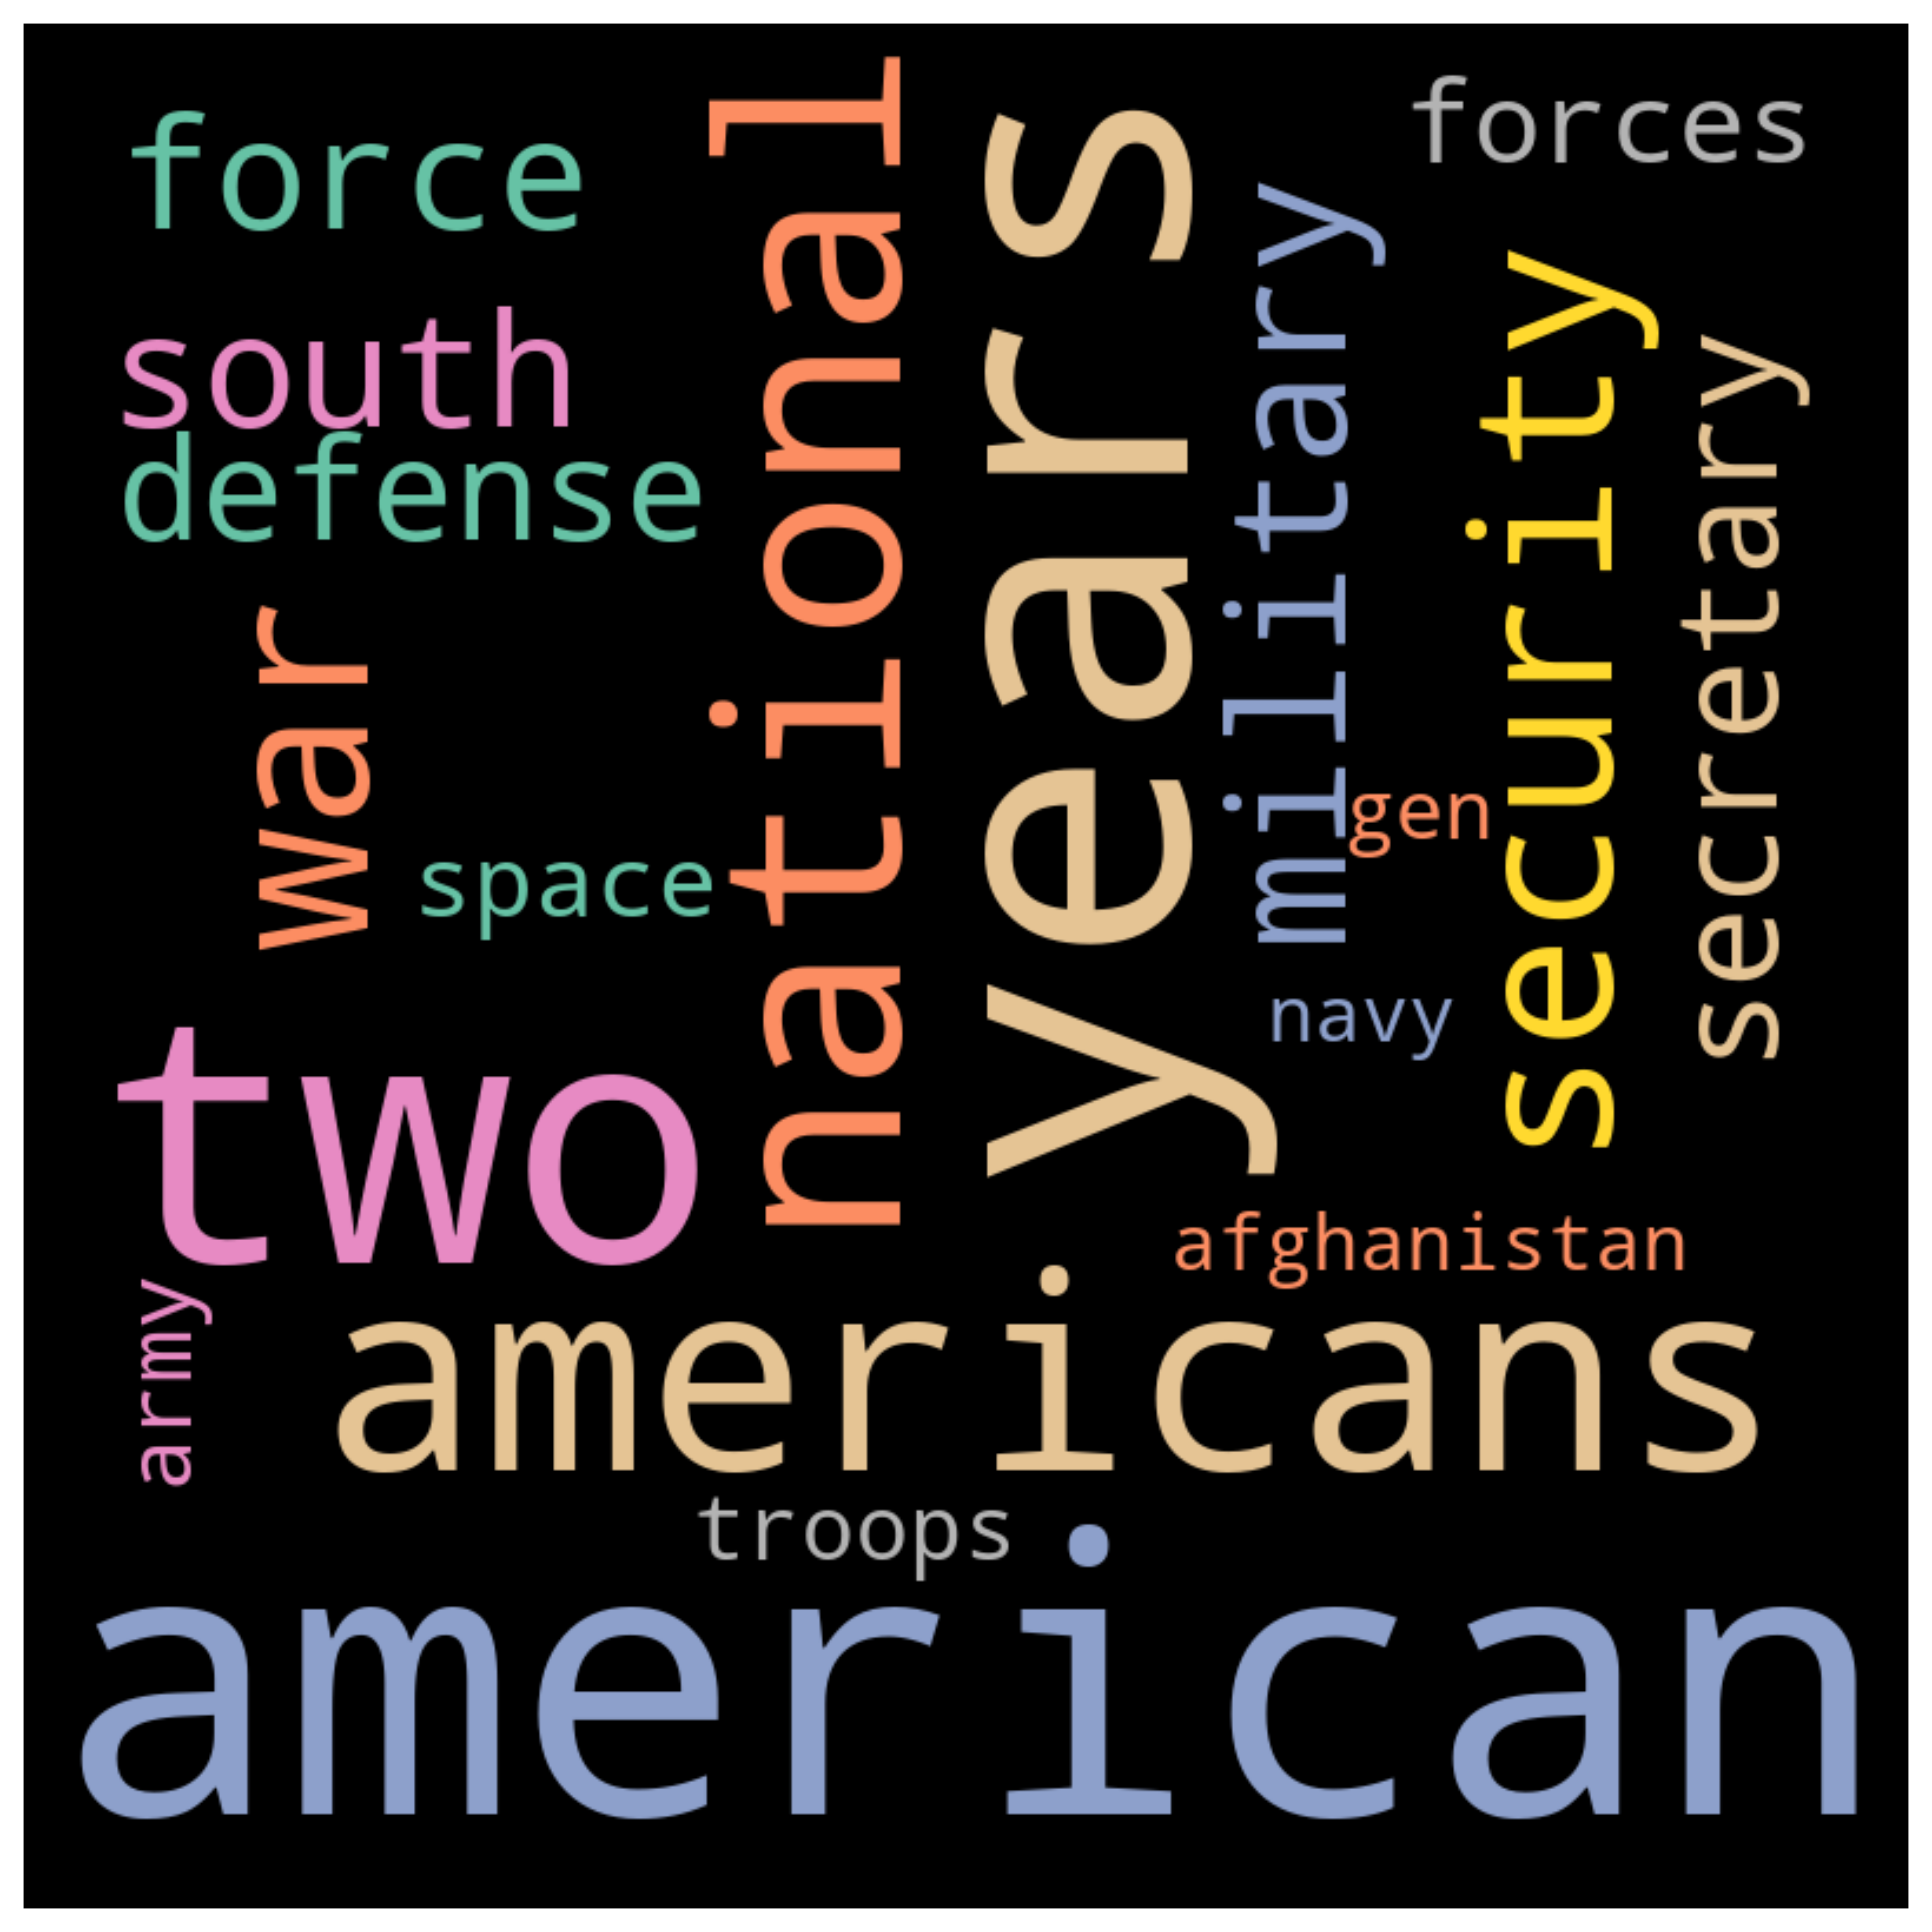 force
forces
south
defense
national
years
military
security
secretary
war
space
gen
navy
two
afghanistan
army
americans
troops
american